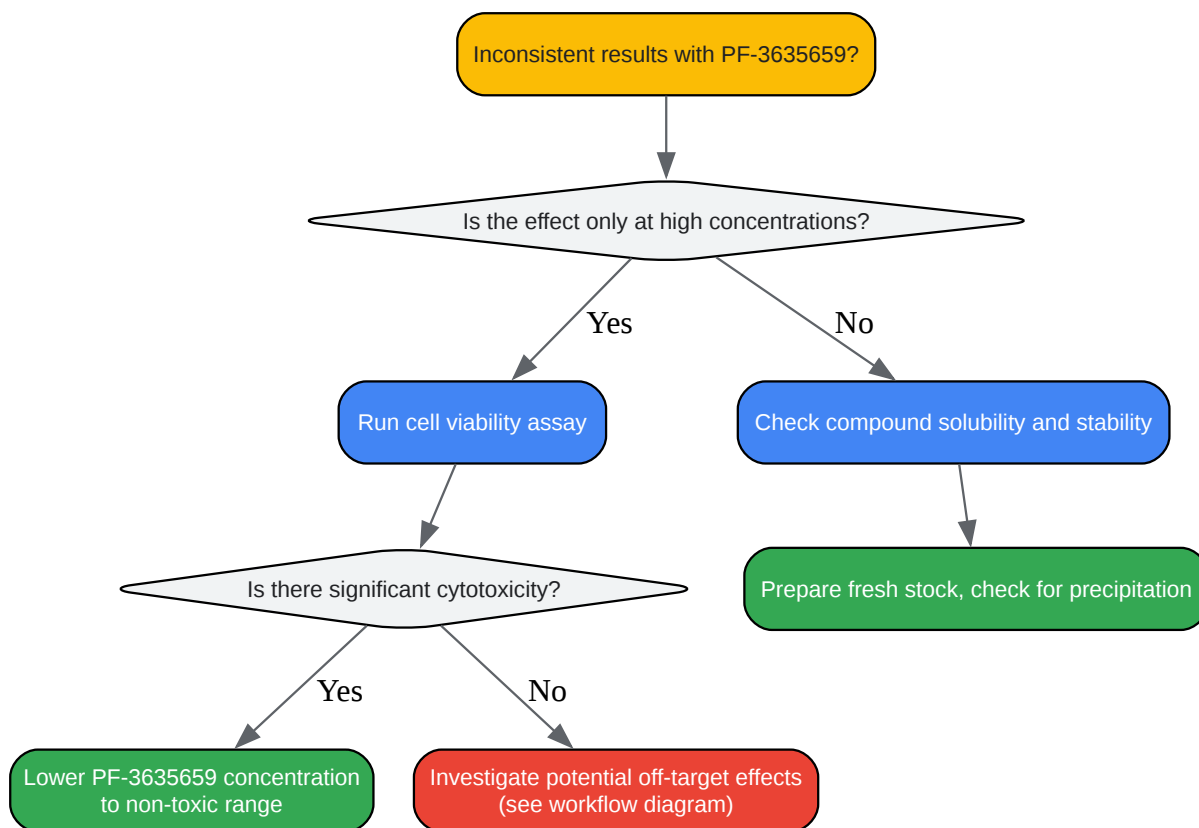 Inconsistent results with PF-3635659?
Is the effect only at high concentrations?
Yes
No
Run cell viability assay
Check compound solubility and stability
Is there significant cytotoxicity?
Prepare fresh stock, check for precipitation
Yes
No
Lower PF-3635659 concentration
to non-toxic range
Investigate potential off-target effects
(see workflow diagram)